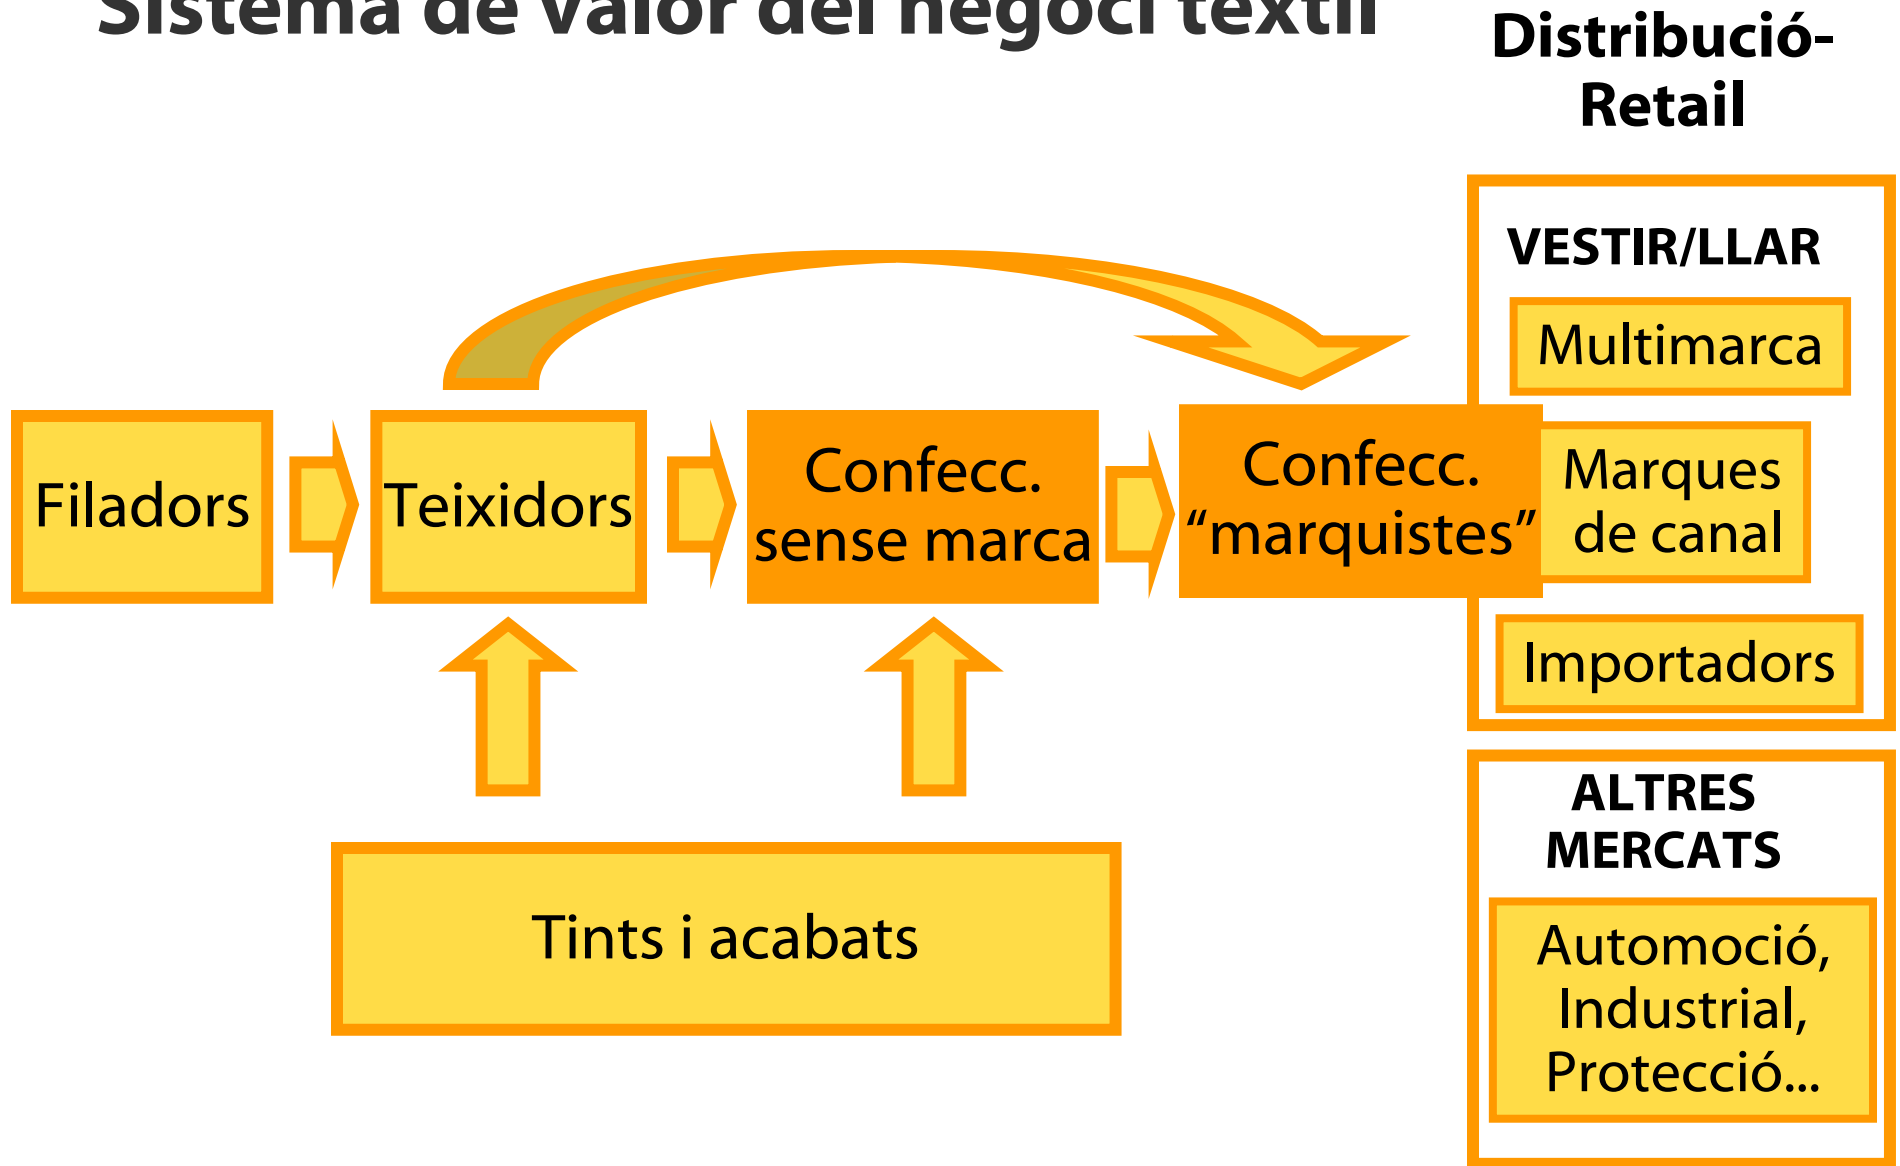 Sistema de valor del negoci tèxtil
Distribució-
Retail
VESTIR/LLAR
Multimarca
Filadors
Teixidors
Confecc.
sense marca
Confecc.
“marquistes”
Marques
de canal
Importadors
Tints i acabats
ALTRES
MERCATS
Automoció,
Industrial,
Protecció...